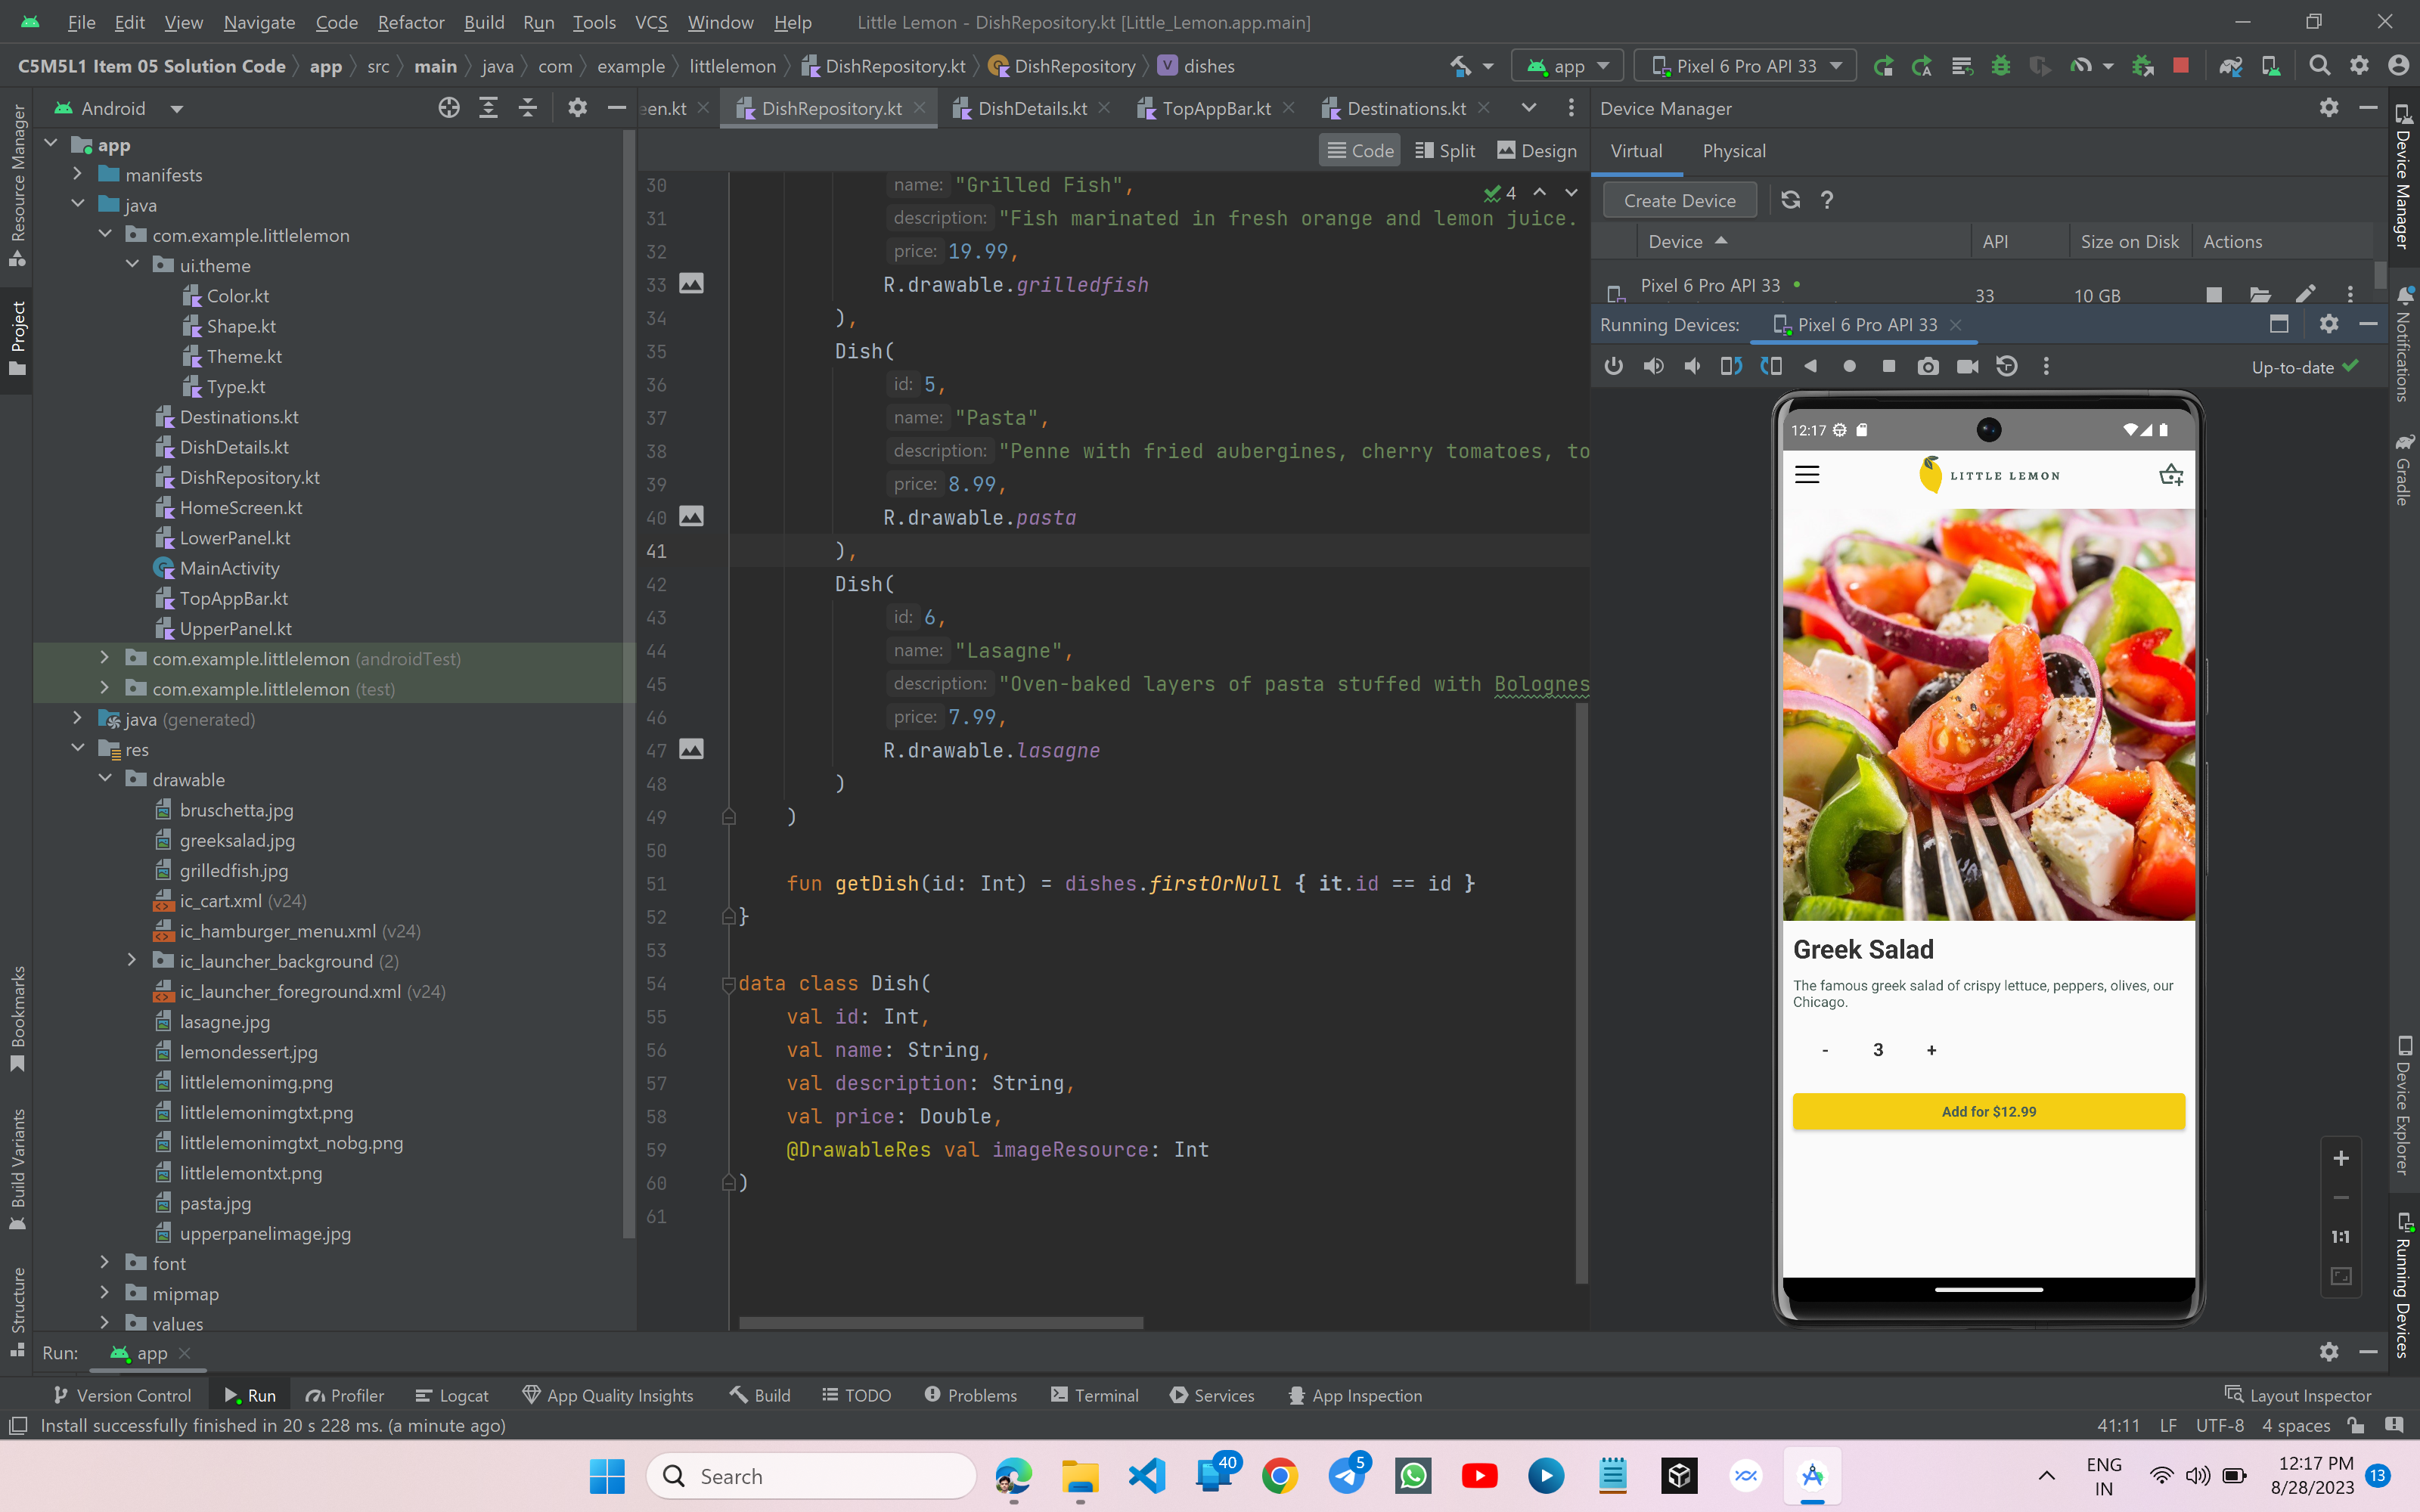 File Edit View Navigate Code Refactor Build Run Tools VCS Window Help Little Lemon - DishRepository.kt [Little_Lemon.app.main]
C5M5L1 Item 05 Solution Code app src main java com example littlelemon DishRepository.kt DishRepository V dishes app Pixel 6 Pro API 33
Android
een.kt DishRepository.kt DishDetails.kt TopAppBar.kt Destinations.kt
Code Split Design
Resource Manager
Project
Bookmarks
Build Variants
Structure
app
manifests
java
com.example.littlelemon
ui.theme
Color.kt
Shape.kt
Theme.kt
Type.kt
Destinations.kt
DishDetails.kt
DishRepository.kt
HomeScreen.kt
LowerPanel.kt
MainActivity
TopAppBar.kt
UpperPanel.kt
com.example.littlelemon (androidTest)
com.example.littlelemon (test)
java (generated)
res
drawable
bruschetta.jpg
greeksalad.jpg
grilledfish.jpg
ic_cart.xml (v24)
ic_hamburger_menu.xml (v24)
ic_launcher_background (2)
ic_launcher_foreground.xml (v24)
lasagne.jpg
lemondessert.jpg
littlelemonimg.png
littlelemonimgtxt.png
littlelemonimgtxt_nobg.png
littlelemontxt.png
pasta.jpg
upperpanelimage.jpg
font
mipmap
values
4
30 name: "Grilled Fish",
31 description: "Fish marinated in fresh orange and lemon juice.
32 price: 19.99,
33 R.drawable.grilledfish
34 ),
35 Dish(
36 id: 5,
37 name: "Pasta",
38 description: "Penne with fried aubergines, cherry tomatoes, to
39 price: 8.99,
40 R.drawable.pasta
41 ),
42 Dish(
43 id: 6,
44 name: "Lasagne",
45 description: "Oven-baked layers of pasta stuffed with Bolognes
46 price: 7.99,
47 R.drawable.lasagne
48 )
49 )
50
51 fun getDish(id: Int) = dishes.firstOrNull { it.id == id }
52 }
53
54 data class Dish(
55 val id: Int,
56 val name: String,
57 val description: String,
58 val price: Double,
59 @DrawableRes val imageResource: Int
60 )
61
Device Manager
Virtual Physical
Create Device ?
Device API Size on Disk Actions
Pixel 6 Pro API 33 33 10 GB
Running Devices: Pixel 6 Pro API 33
Up-to-date
12:17
LITTLE LEMON
Greek Salad
The famous greek salad of crispy lettuce, peppers, olives, our
Chicago.
- 3 +
Add for $12.99
1:1
Device Manager
Notifications
Gradle
Device Explorer
Running Devices
Run: app
Version Control Run Profiler Logcat App Quality Insights Build TODO Problems Terminal Services App Inspection Layout Inspector
Install successfully finished in 20 s 228 ms. (a minute ago) 41:11 LF UTF-8 4 spaces
Search 40 5 ENG
IN
12:17 PM
8/28/2023
13